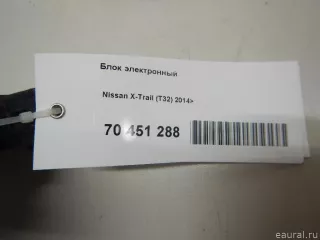 Блок электронный
Nissan X-Trail (T32) 2014>
70 451 288
eaural.ru